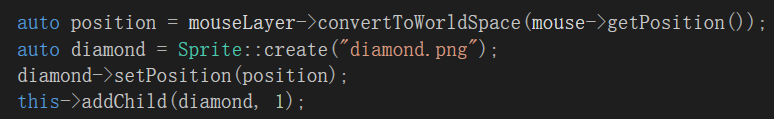 auto position = mouseLayer->convertToWorldSpace(mouse->getPosition());
auto diamond = Sprite::create("diamond.png");
diamond->setPosition(position);
this->addChild(diamond, 1);